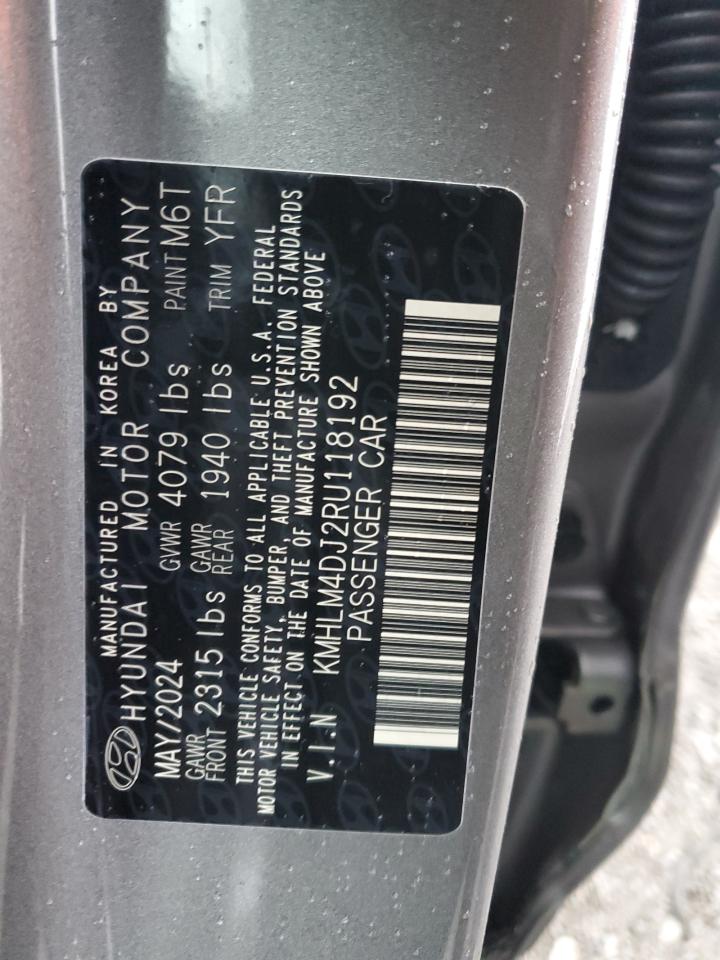 MANUFACTURED IN KOREA BY
HYUNDAI MOTOR COMPANY
MAY/2024 GVWR 4079 lbs PAINT M6T
GAWR FRONT 2315 lbs GAWR REAR 1940 lbs TRIM YFR
THIS VEHICLE CONFORMS TO ALL APPLICABLE U.S.A. FEDERAL
MOTOR VEHICLE SAFETY, BUMPER, AND THEFT PREVENTION STANDARDS
IN EFFECT ON THE DATE OF MANUFACTURE SHOWN ABOVE
V.I.N KMHLM4DJ2RU118192
PASSENGER CAR